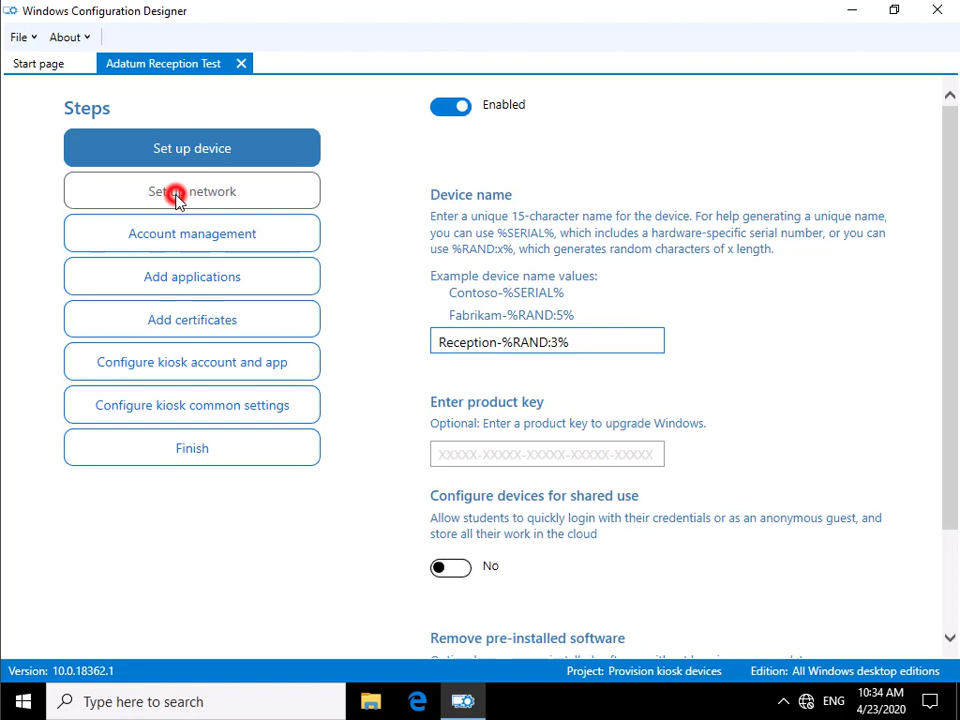 Windows Configuration Designer
File
About
Start page
Adatum Reception Test
Steps
Set up device
Set up network
Account management
Add applications
Add certificates
Configure kiosk account and app
Configure kiosk common settings
Finish
Enabled
Device name
Enter a unique 15-character name for the device. For help generating a unique name,
you can use %SERIAL%, which includes a hardware-specific serial number, or you can
use %RAND:x%, which generates random characters of x length.
Example device name values:
Contoso-%SERIAL%
Fabrikam-%RAND:5%
Reception-%RAND:3%
Enter product key
Optional: Enter a product key to upgrade Windows.
XXXXX-XXXXX-XXXXX-XXXXX-XXXXX
Configure devices for shared use
Allow students to quickly login with their credentials or as an anonymous guest, and
store all their work in the cloud
No
Remove pre-installed software
Version: 10.0.18362.1
Project: Provision kiosk devices
Edition: All Windows desktop editions
Type here to search
ENG
10:34 AM
4/23/2020